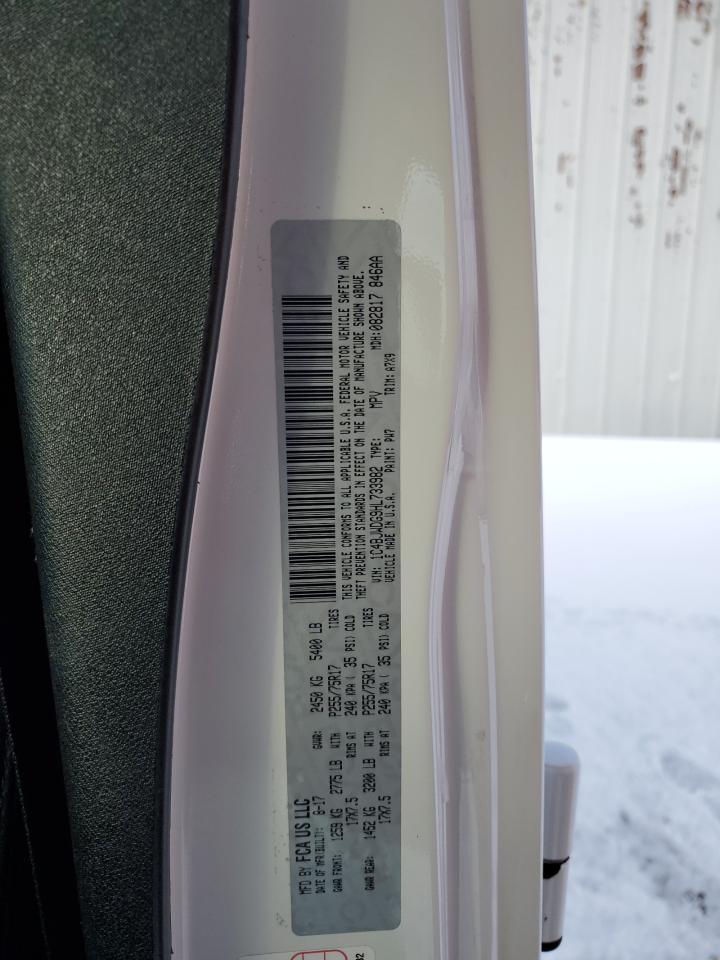 MFD BY FCA US LLC
DATE OF MFR(BUILT): 8-17 GVWR: 2450 KG 5400 LB
GAWR FRONT: 1259 KG 2775 LB WITH P255/75R17 TIRES
17X7.5 RIMS AT 240 KPA ( 35 PSI) COLD
GAWR REAR: 1452 KG 3200 LB WITH P255/75R17 TIRES
17X7.5 RIMS AT 240 KPA ( 35 PSI) COLD
THIS VEHICLE CONFORMS TO ALL APPLICABLE U.S.A. FEDERAL MOTOR VEHICLE SAFETY AND
THEFT PREVENTION STANDARDS IN EFFECT ON THE DATE OF MANUFACTURE SHOWN ABOVE.
VIN: 1C4BJWDG9HL733982 TYPE: MPV MDH:082817 846AA
VEHICLE MADE IN U.S.A. PAINT: PW7 TRIM: A7X9